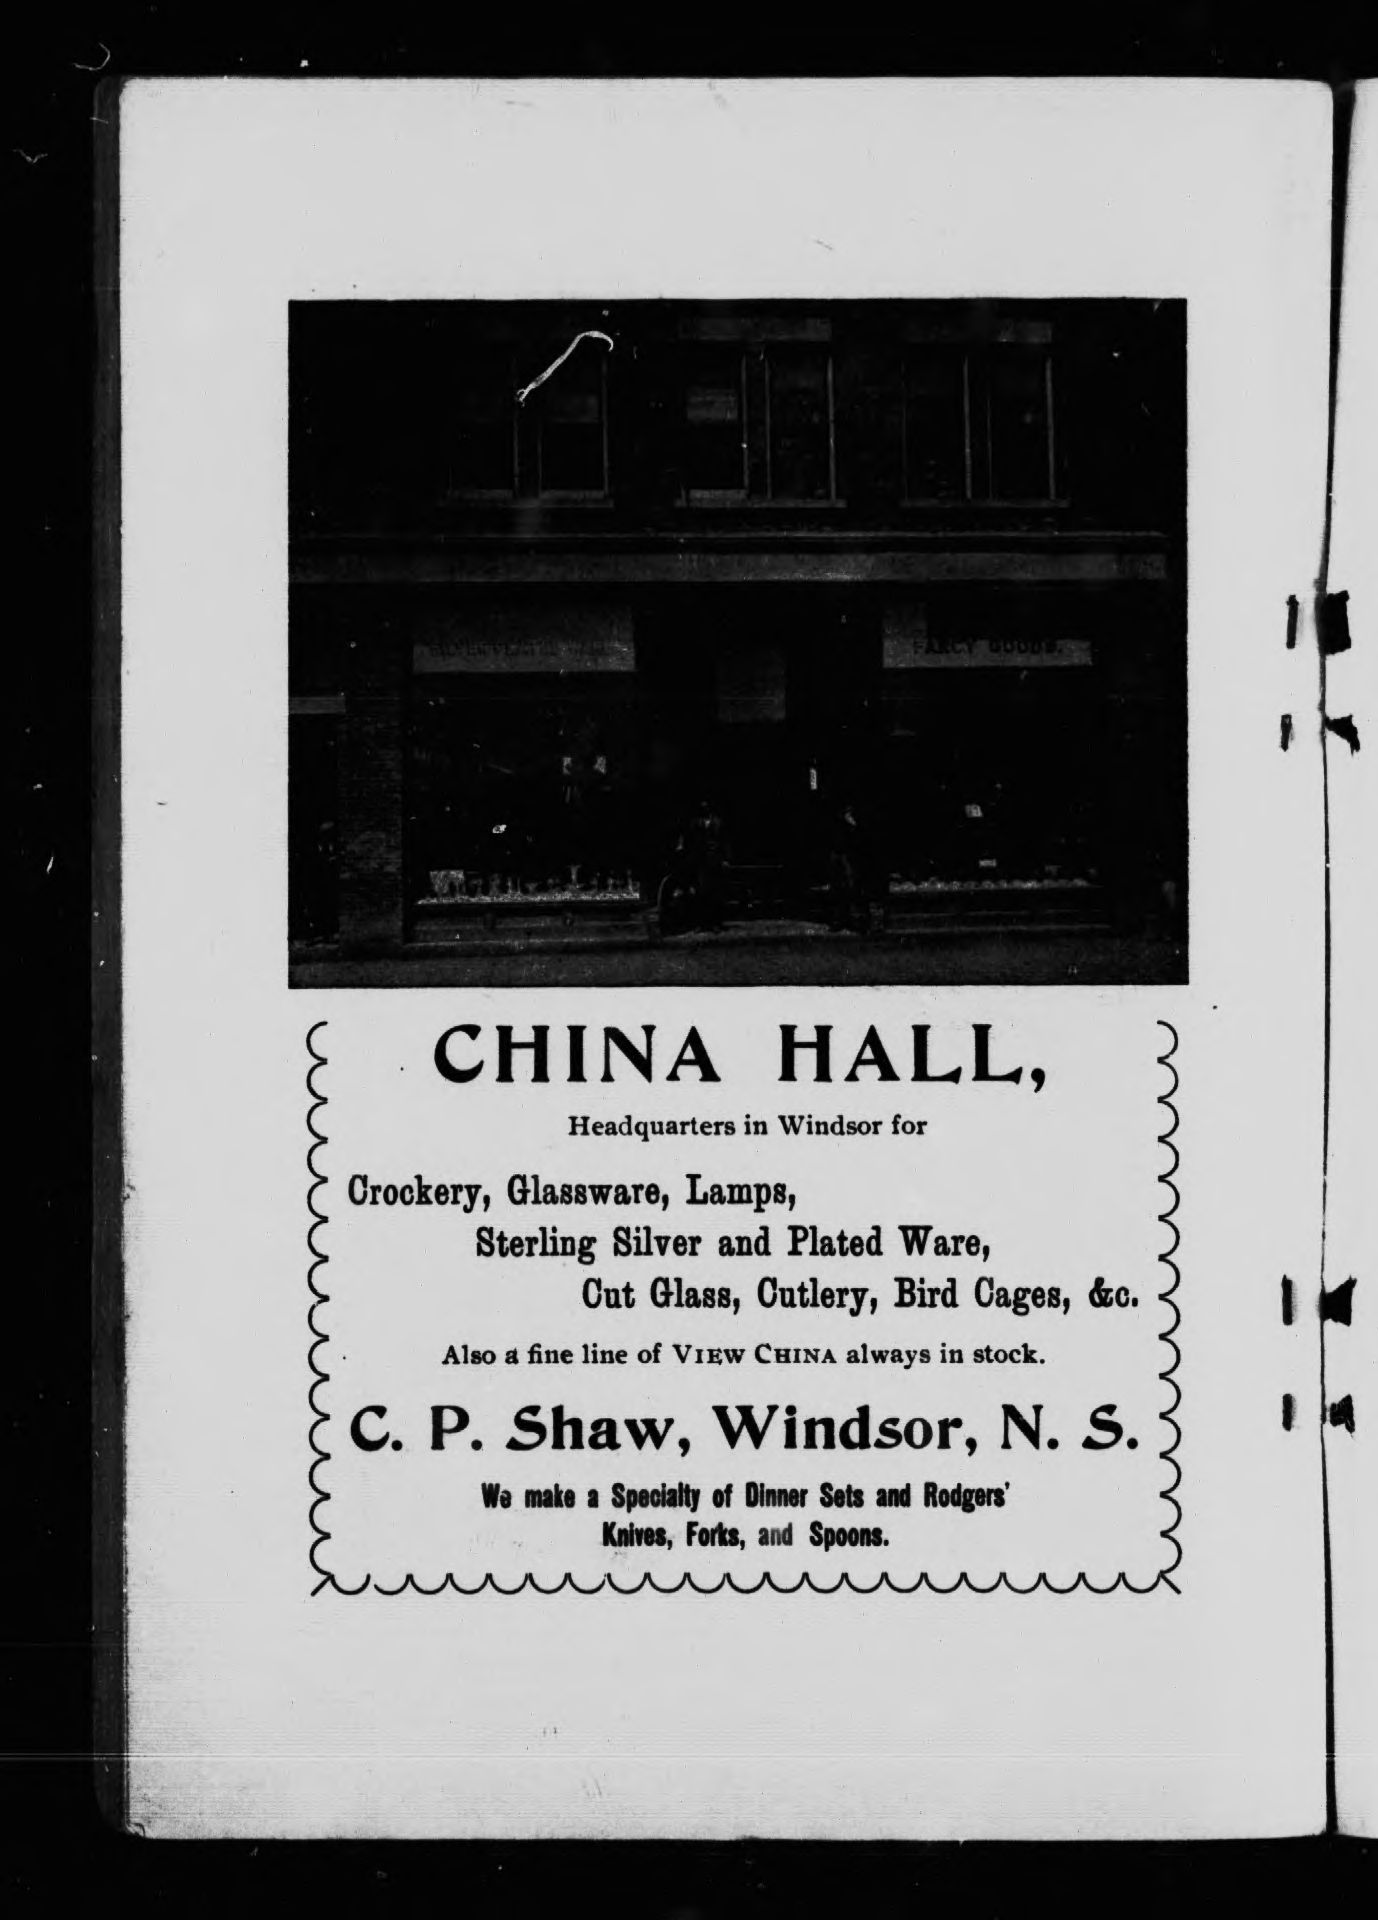 FANCY GOODS.
CHINA HALL,
Headquarters in Windsor for
Crockery, Glassware, Lamps,
Sterling Silver and Plated Ware,
Cut Glass, Cutlery, Bird Cages, &c.
Also a fine line of VIEW CHINA always in stock.
C. P. Shaw, Windsor, N. S.
We make a Specialty of Dinner Sets and Rodgers'
Knives, Forks, and Spoons.